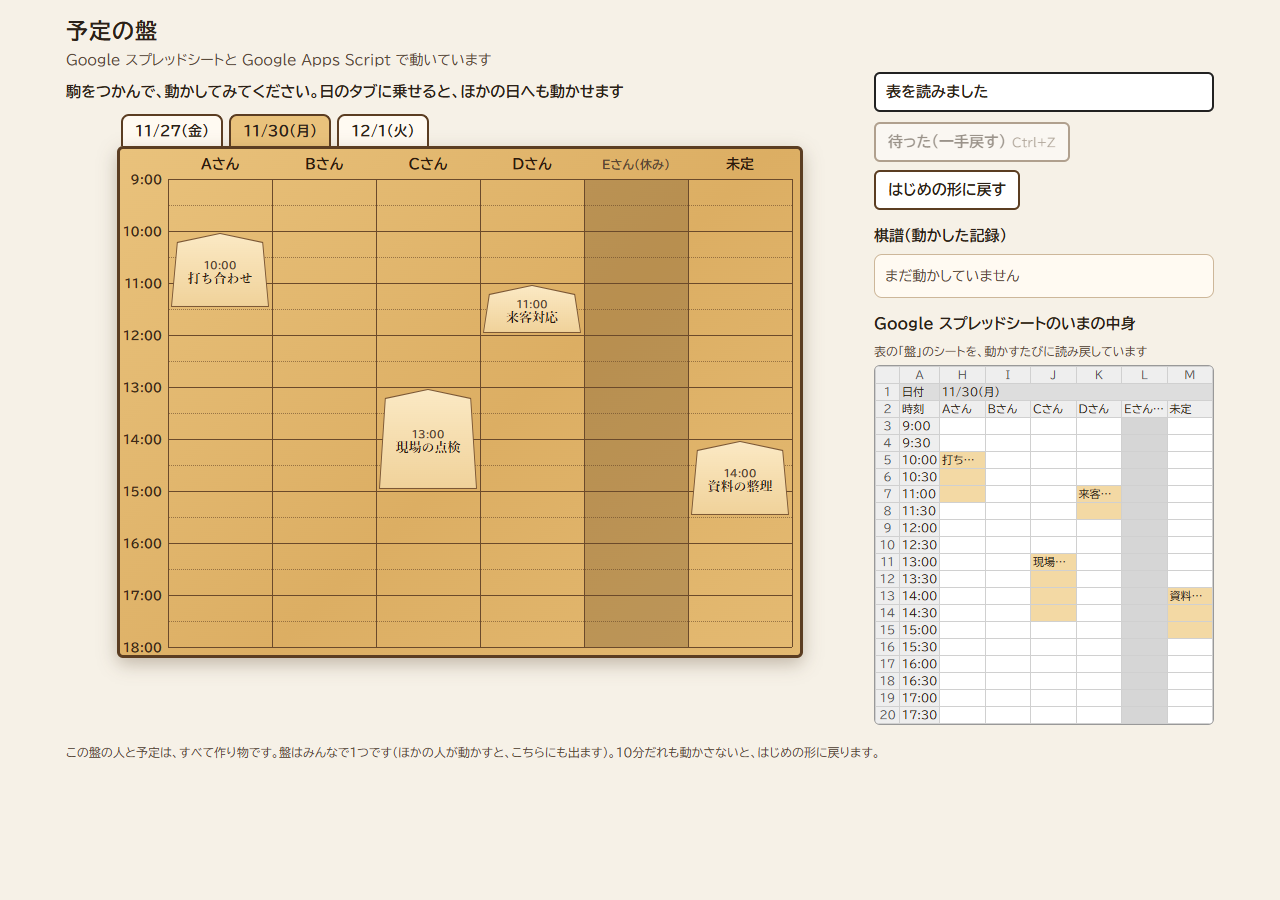 予定の盤
Google スプレッドシートと Google Apps Script で動いています
駒をつかんで、動かしてみてください。日のタブに乗せると、ほかの日へも動かせます
11/27(金) 11/30(月) 12/1(火)
Aさん Bさん Cさん Dさん Eさん(休み) 未定
9:00
10:00
10:00
打ち合わせ
11:00
11:00
来客対応
12:00
13:00
13:00
現場の点検
14:00
14:00
資料の整理
15:00
16:00
17:00
18:00
表を読みました
待った(一手戻す) Ctrl+Z
はじめの形に戻す
棋譜(動かした記録)
まだ動かしていません
Google スプレッドシートのいまの中身
表の「盤」のシートを、動かすたびに読み戻しています
A H I J K L M
1 日付 11/30(月)
2 時刻 Aさん Bさん Cさん Dさん Eさん… 未定
3 9:00
4 9:30
5 10:00 打ち…
6 10:30
7 11:00 来客…
8 11:30
9 12:00
10 12:30
11 13:00 現場…
12 13:30
13 14:00 資料…
14 14:30
15 15:00
16 15:30
17 16:00
18 16:30
19 17:00
20 17:30
この盤の人と予定は、すべて作り物です。盤はみんなで1つです(ほかの人が動かすと、こちらにも出ます)。10分だれも動かさないと、はじめの形に戻ります。